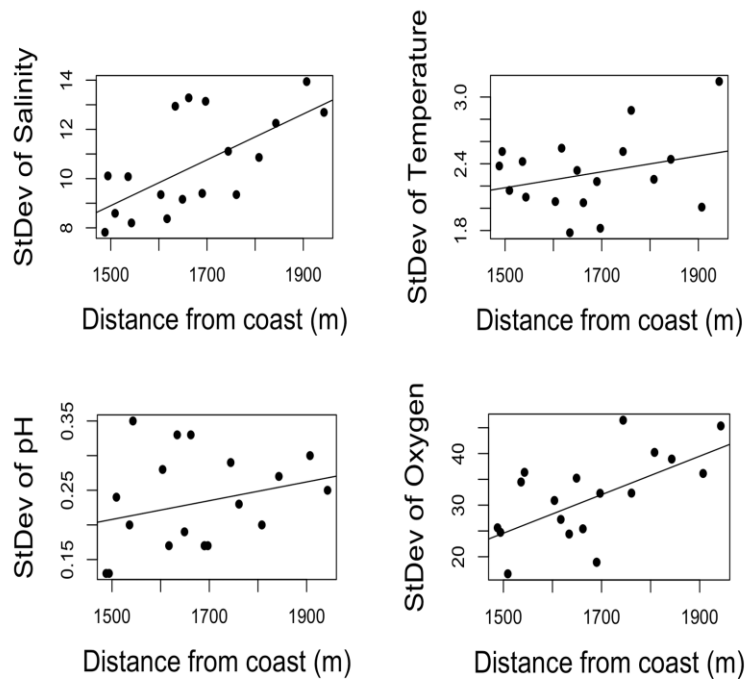 StDev of Salinity
14
12
10
8
1500 1700 1900
Distance from coast (m)
StDev of Temperature
3.0
2.4
1.8
1500 1700 1900
Distance from coast (m)
StDev of pH
0.35
0.25
0.15
1500 1700 1900
Distance from coast (m)
StDev of Oxygen
40
30
20
1500 1700 1900
Distance from coast (m)